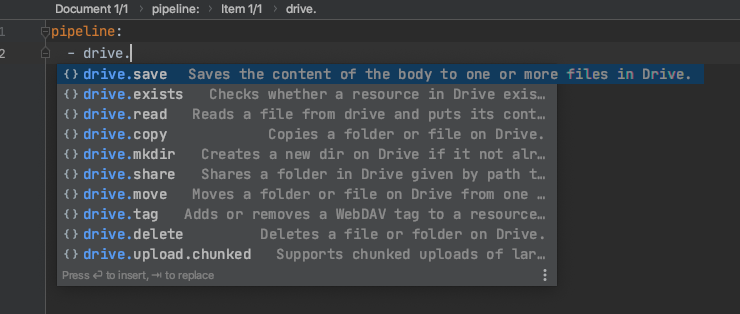 Document 1/1 › pipeline: › Item 1/1 › drive.
1 pipeline:
2 - drive.
{} drive.save Saves the content of the body to one or more files in Drive.
{} drive.exists Checks whether a resource in Drive exis…
{} drive.read Reads a file from drive and puts its cont…
{} drive.copy Copies a folder or file on Drive.
{} drive.mkdir Creates a new dir on Drive if it not alr…
{} drive.share Shares a folder in Drive given by path t…
{} drive.move Moves a folder or file on Drive from one …
{} drive.tag Adds or removes a WebDAV tag to a resource…
{} drive.delete Deletes a file or folder on Drive.
{} drive.upload.chunked Supports chunked uploads of lar…
Press ⏎ to insert, ⇥ to replace